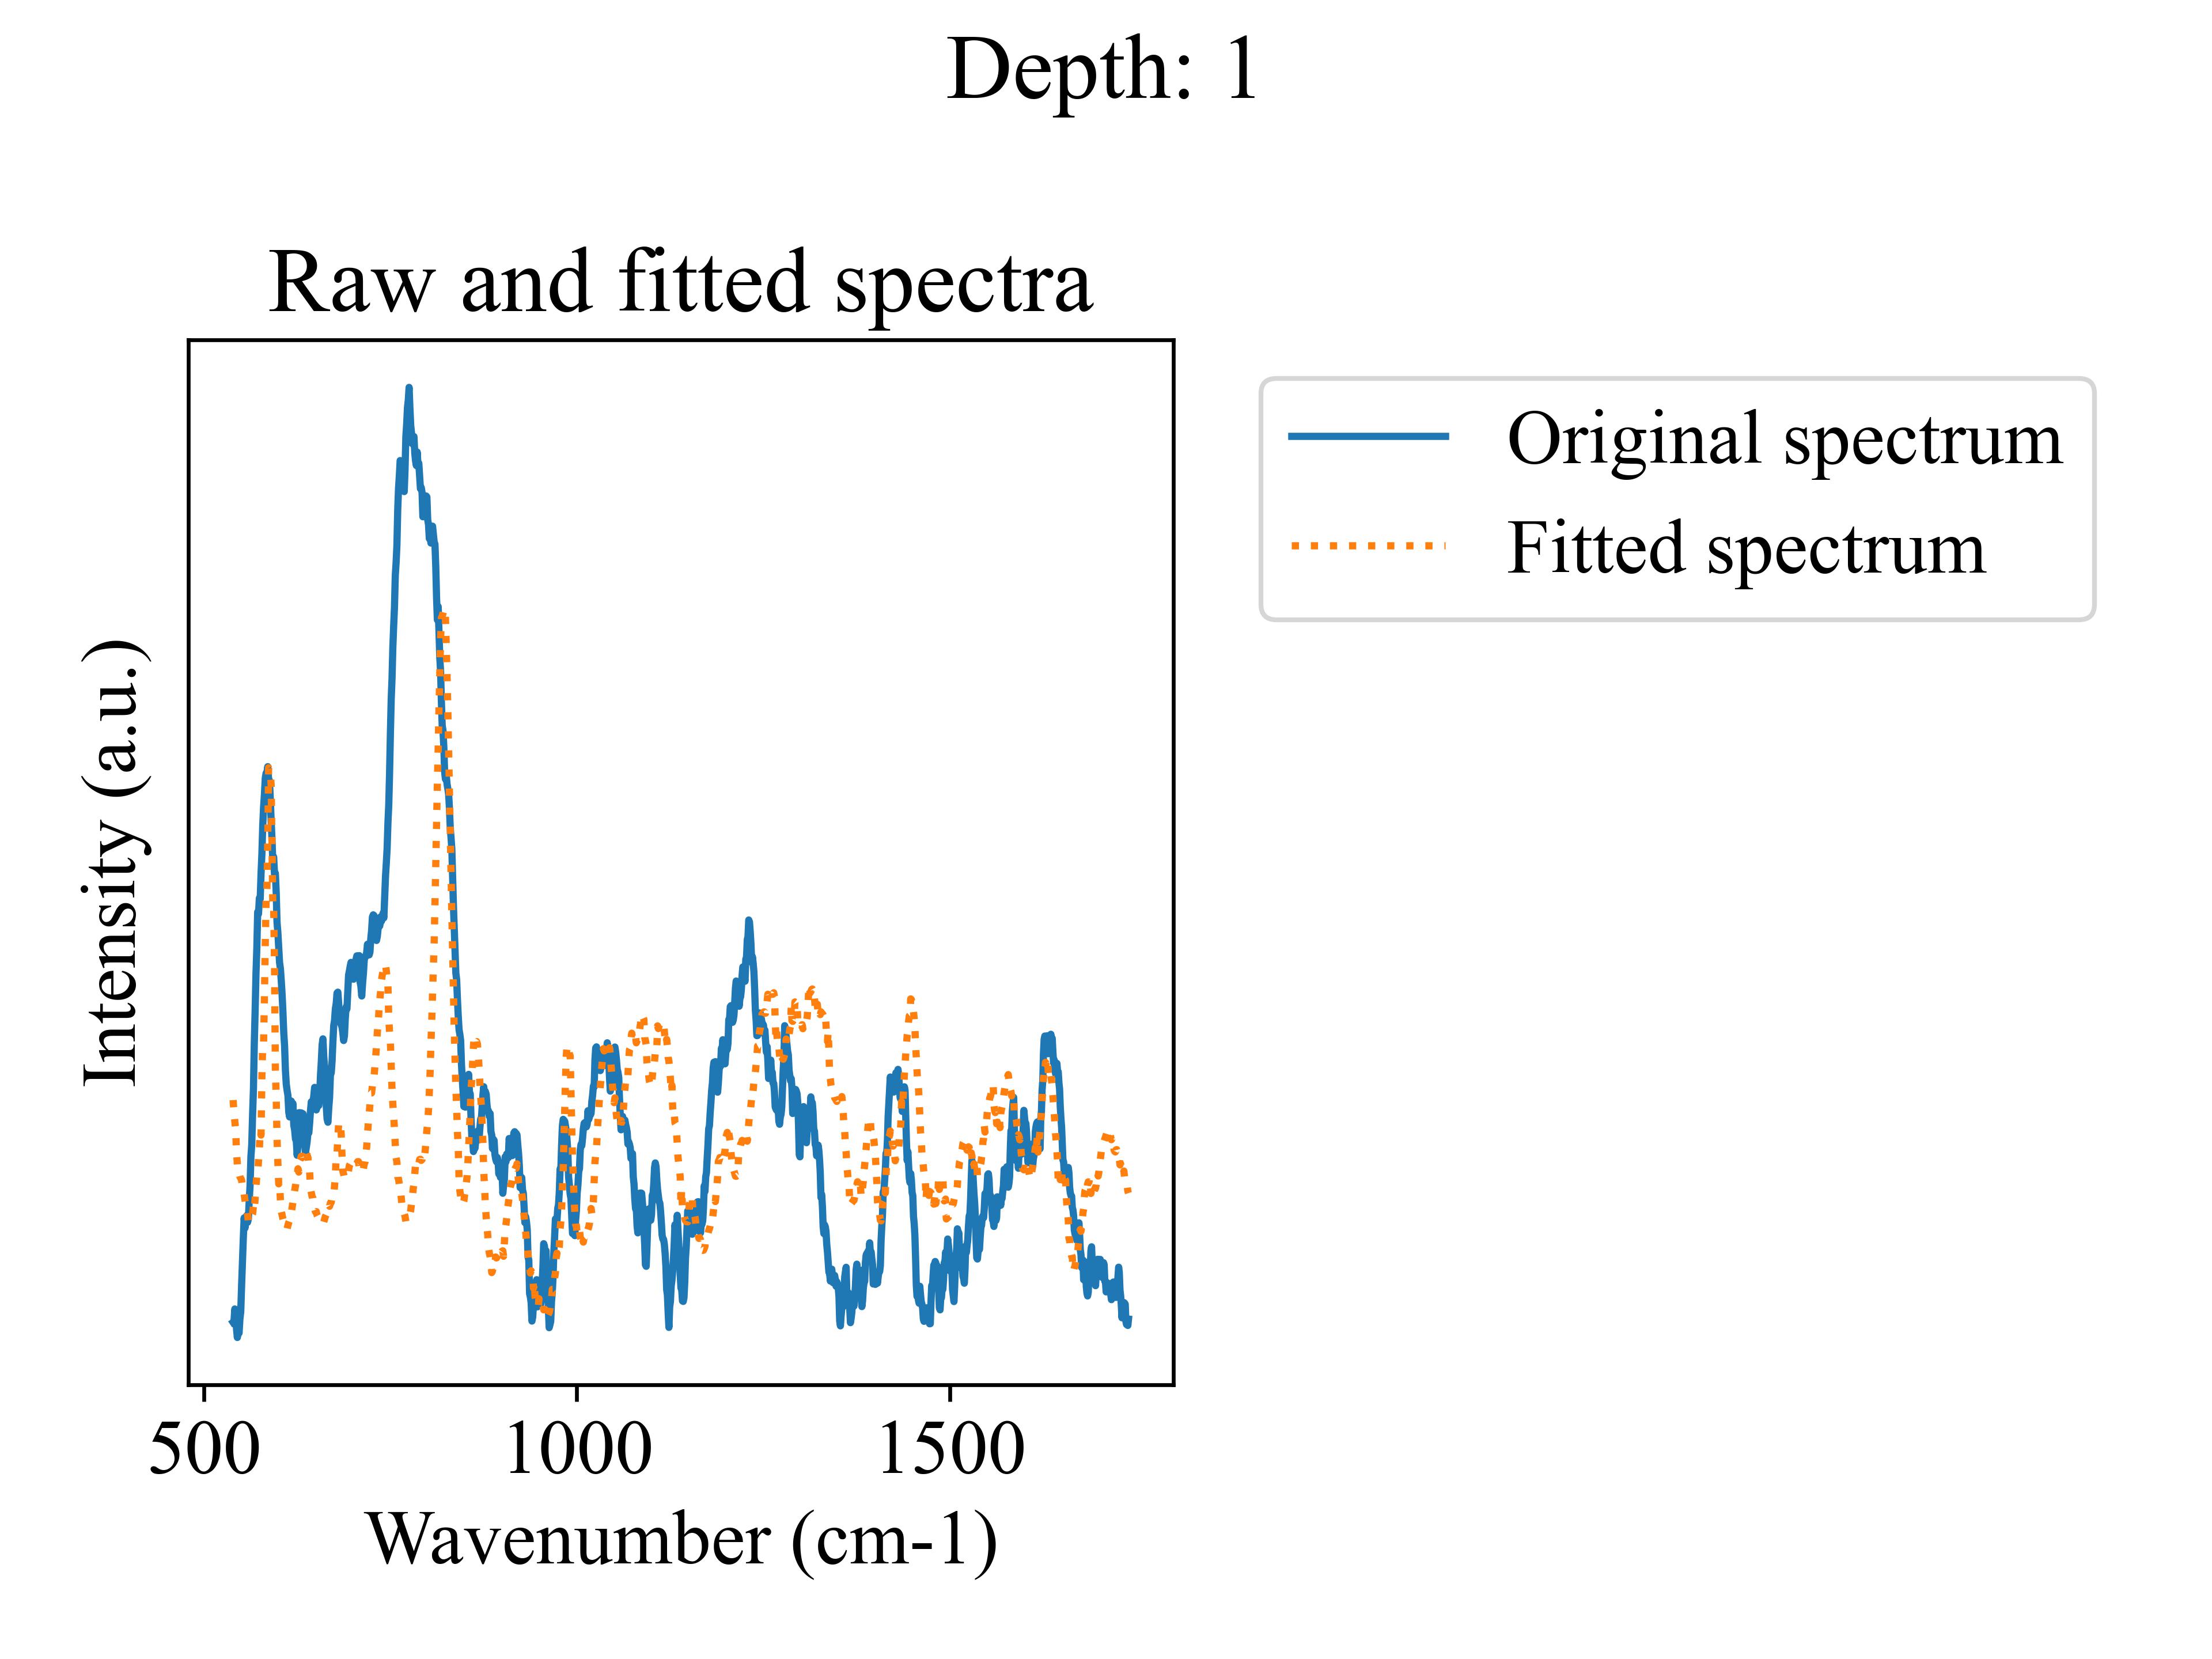 Depth: 1
Raw and fitted spectra
Original spectrum
Fitted spectrum
Intensity (a.u.)
500 1000 1500
Wavenumber (cm-1)